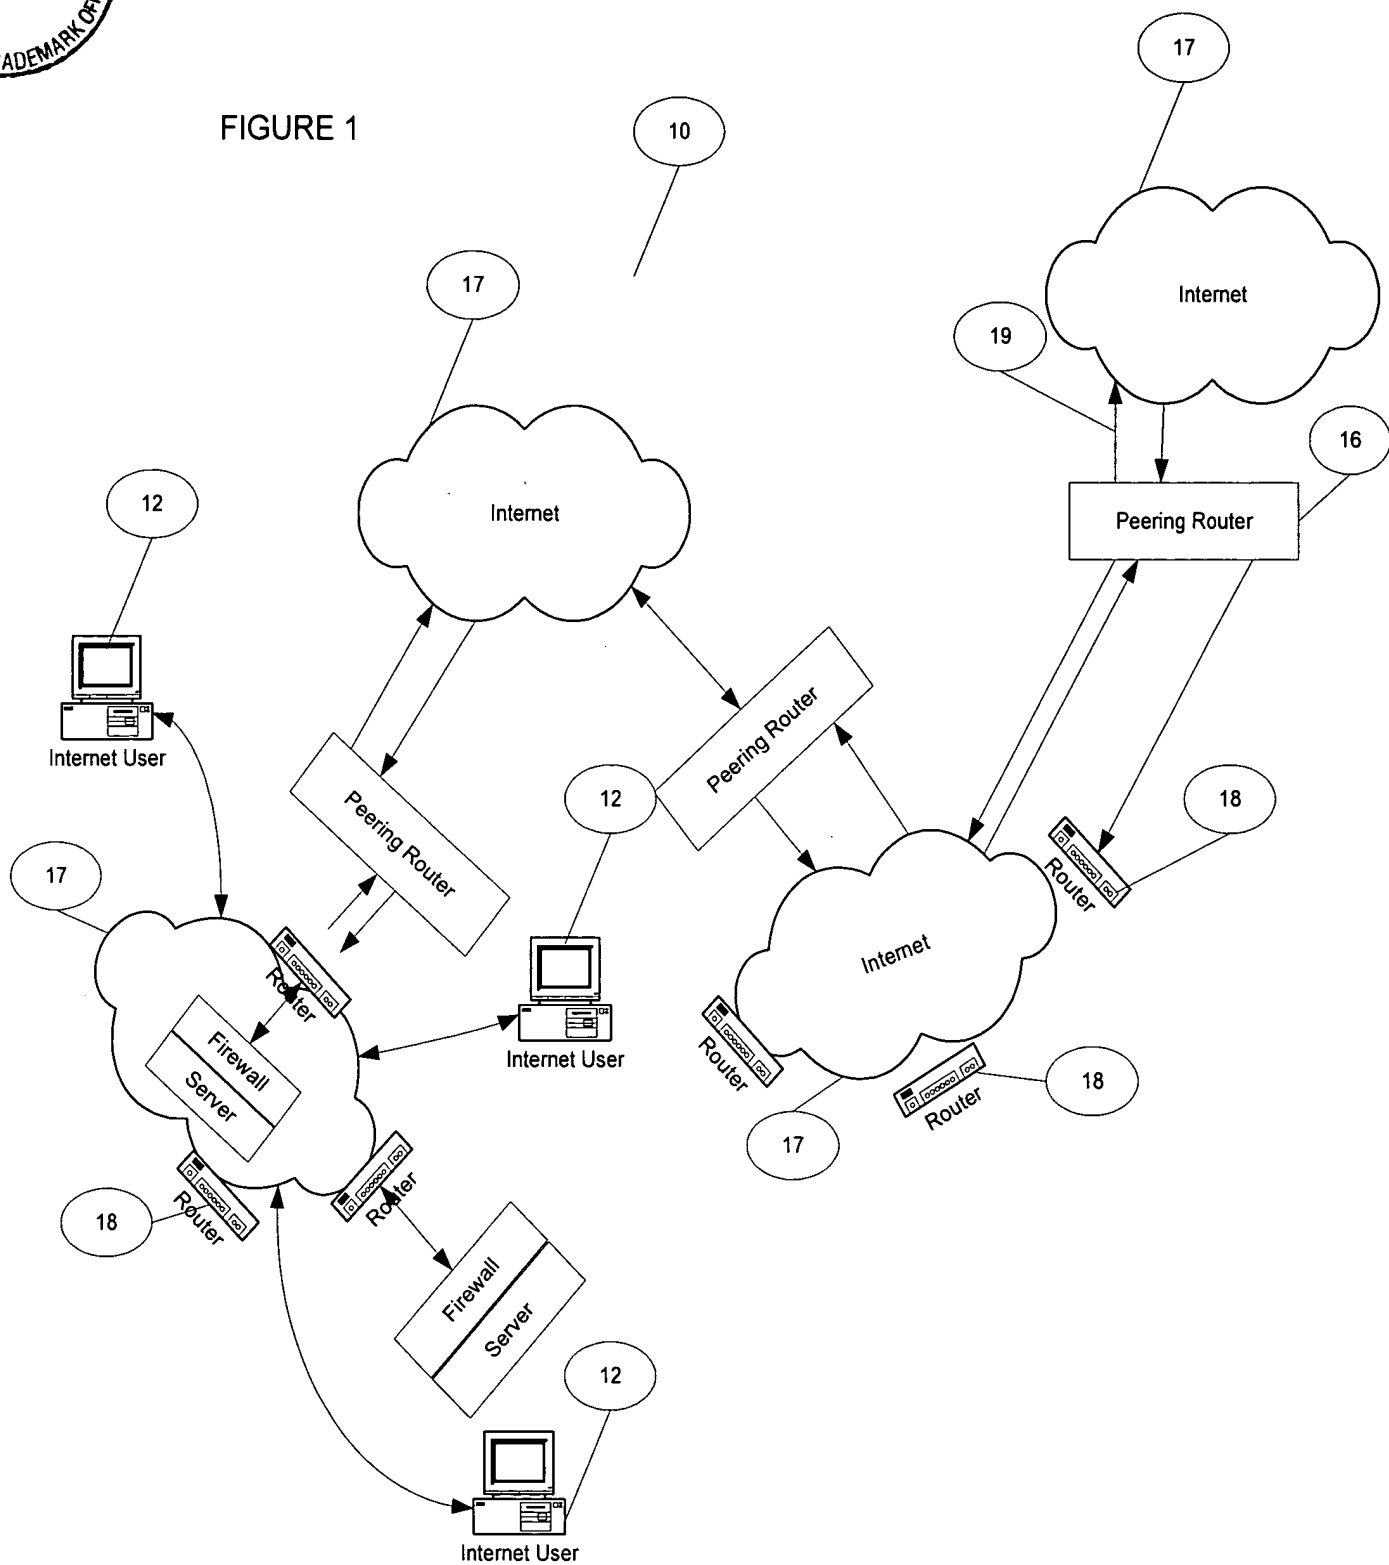 ADEMARK OF
FIGURE 1
10
17
Internet
17
Internet
19
16
Peering Router
12
Internet User
17
Internet
Peering Router
Peering Router
12
Internet User
18
Router
17
Router
Firewall
Server
Internet
Router
Router
18
17
Router
18
Router
Firewall
Server
12
Internet User